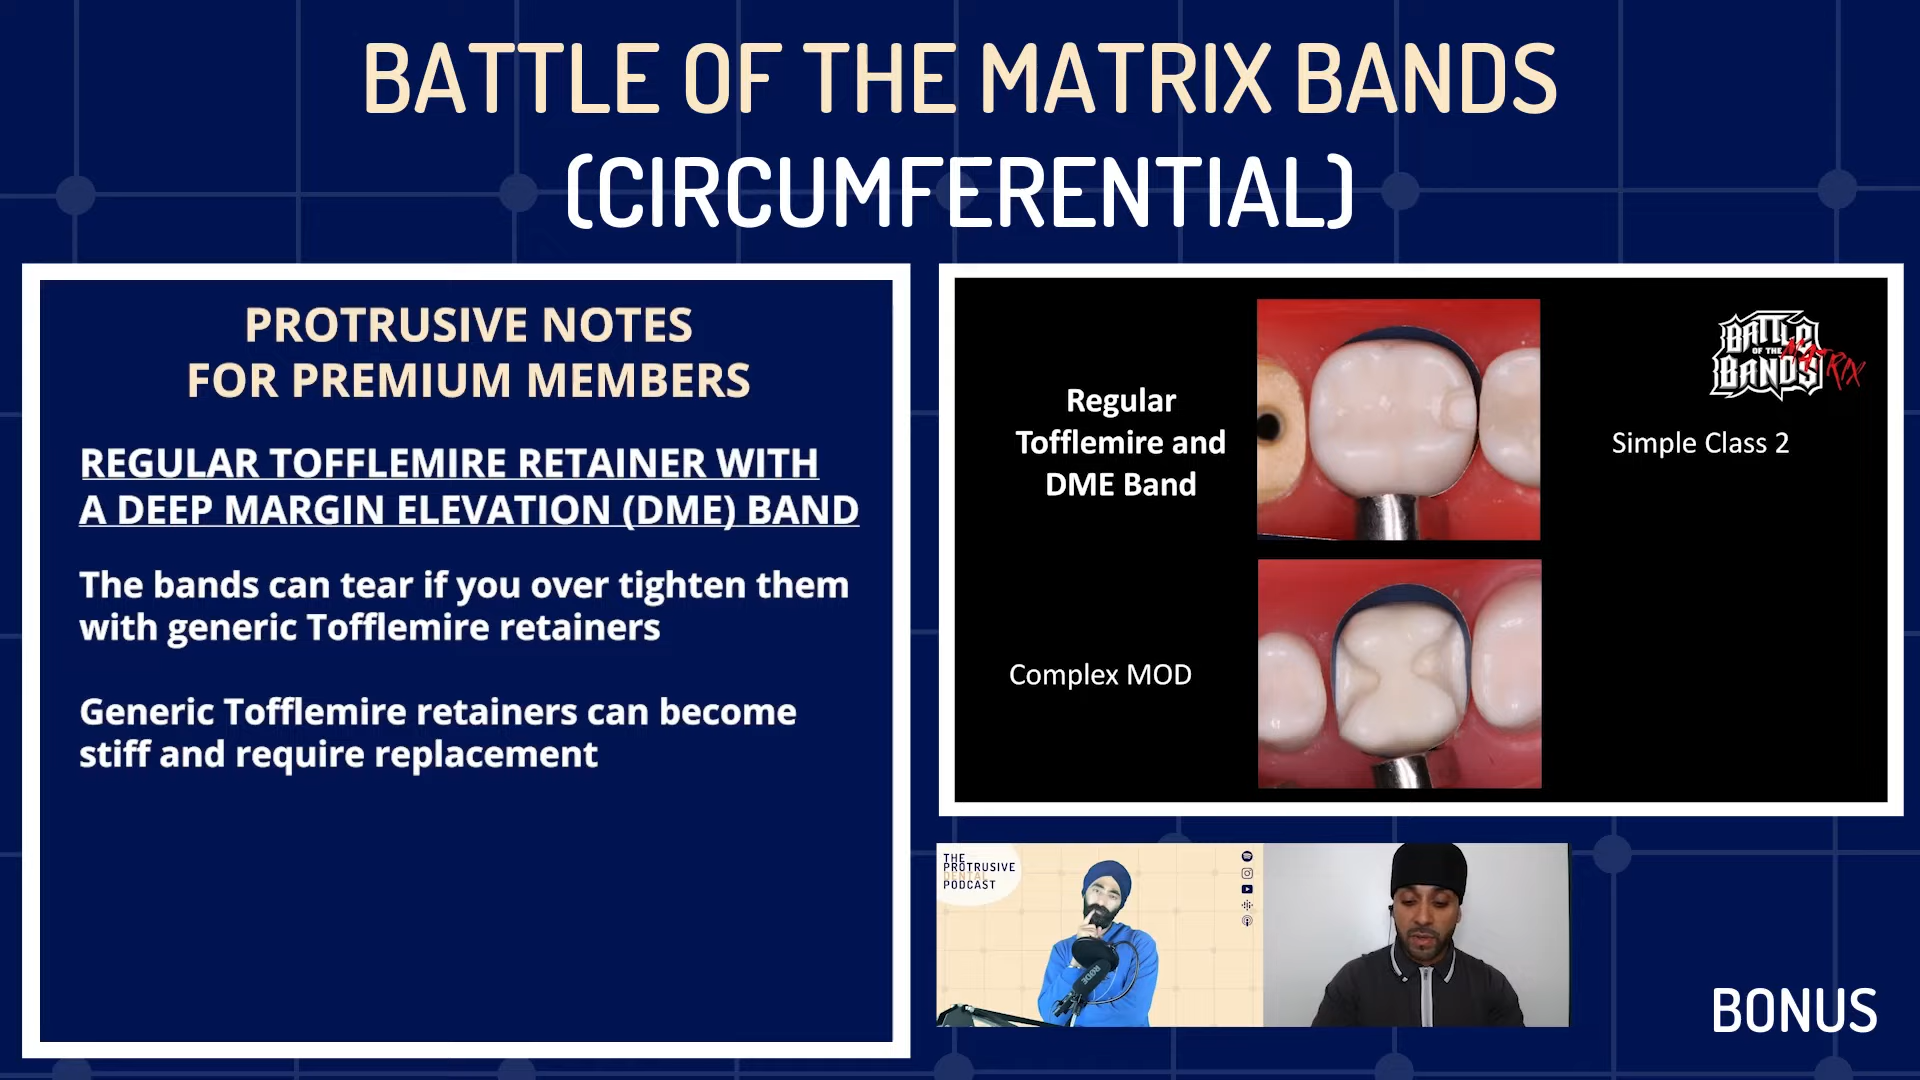 BATTLE OF THE MATRIX BANDS
(CIRCUMFERENTIAL)
PROTRUSIVE NOTES
FOR PREMIUM MEMBERS
REGULAR TOFFLEMIRE RETAINER WITH
A DEEP MARGIN ELEVATION (DME) BAND
The bands can tear if you over tighten them
with generic Tofflemire retainers
Generic Tofflemire retainers can become
stiff and require replacement
Regular
Tofflemire and
DME Band
BATTLE
OF THE MATRIX
BANDS
Simple Class 2
Complex MOD
THE
PROTRUSIVE
DENTAL
PODCAST
RODE
BONUS